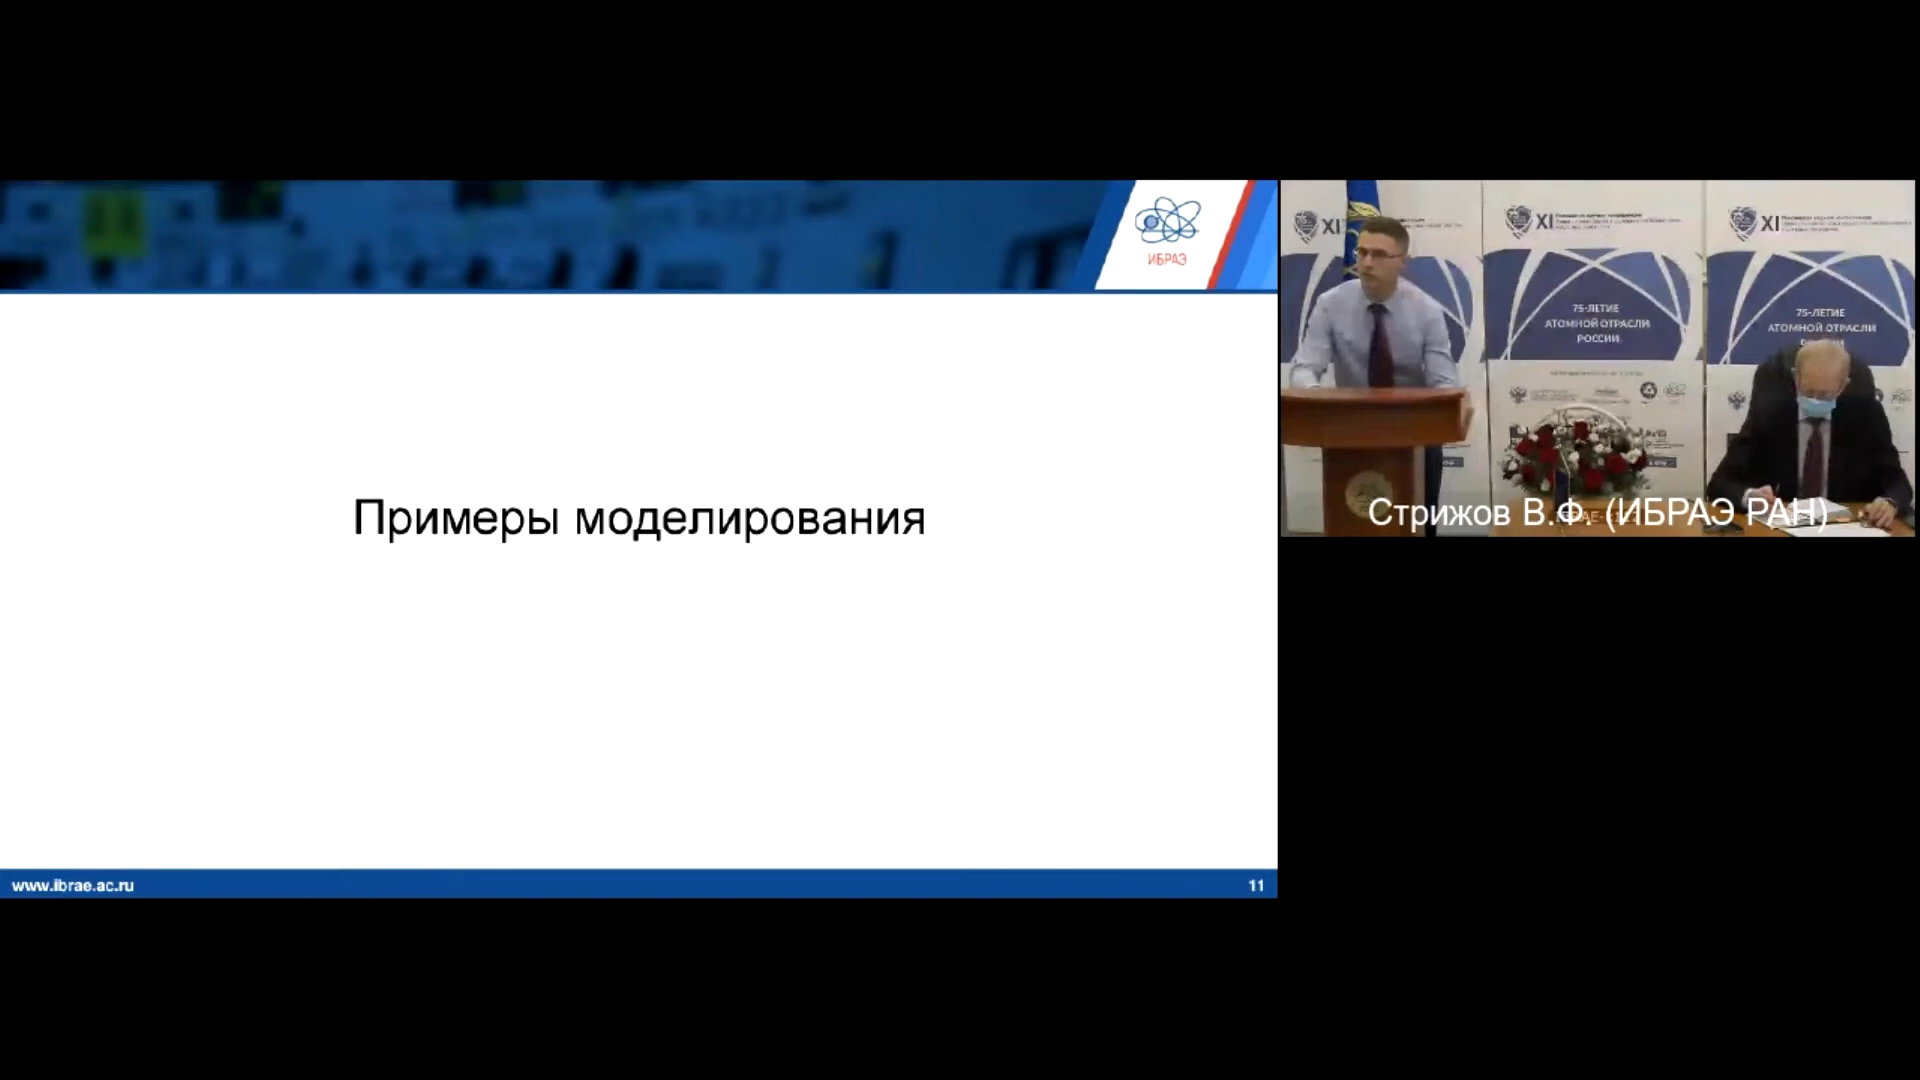 ИБРАЭ
Примеры моделирования
www.ibrae.ac.ru
11
XI
XI
XI
75-ЛЕТИЕ
АТОМНОЙ ОТРАСЛИ
РОССИИ
75-ЛЕТИЕ
АТОМНОЙ ОТРАСЛИ
Стрижов В.Ф. (ИБРАЭ РАН)